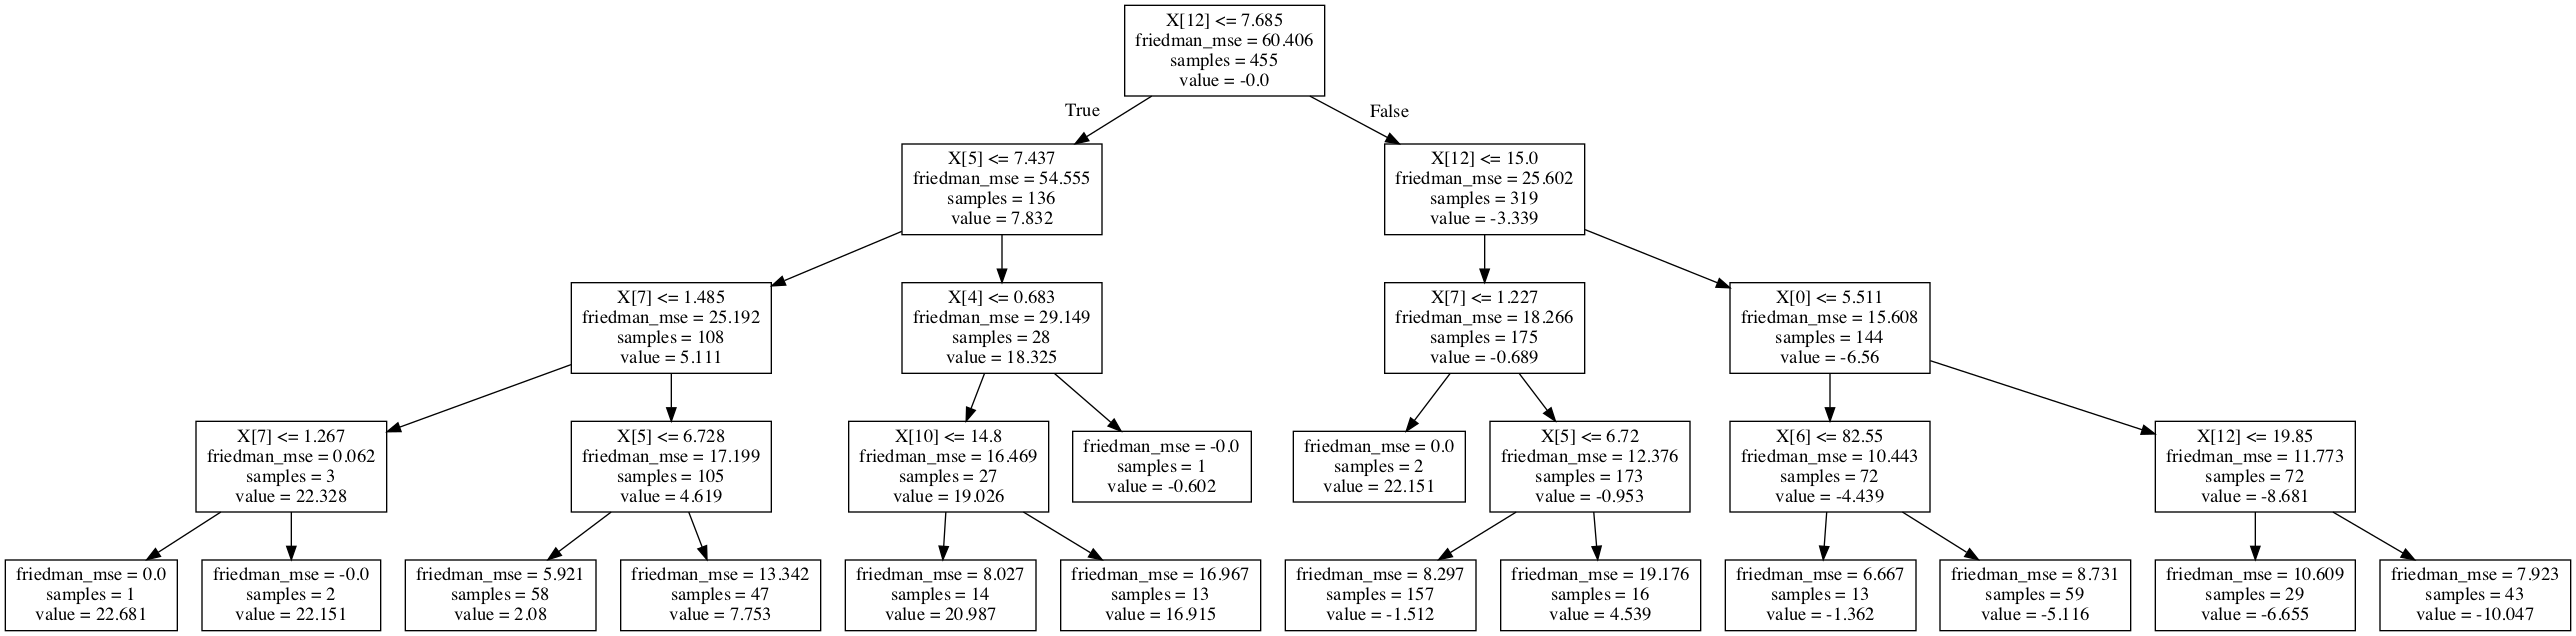 X[12] <= 7.685
friedman_mse = 60.406
samples = 455
value = -0.0
True
False
X[5] <= 7.437
friedman_mse = 54.555
samples = 136
value = 7.832
X[12] <= 15.0
friedman_mse = 25.602
samples = 319
value = -3.339
X[7] <= 1.485
friedman_mse = 25.192
samples = 108
value = 5.111
X[4] <= 0.683
friedman_mse = 29.149
samples = 28
value = 18.325
X[7] <= 1.227
friedman_mse = 18.266
samples = 175
value = -0.689
X[0] <= 5.511
friedman_mse = 15.608
samples = 144
value = -6.56
X[7] <= 1.267
friedman_mse = 0.062
samples = 3
value = 22.328
X[5] <= 6.728
friedman_mse = 17.199
samples = 105
value = 4.619
X[10] <= 14.8
friedman_mse = 16.469
samples = 27
value = 19.026
friedman_mse = -0.0
samples = 1
value = -0.602
friedman_mse = 0.0
samples = 2
value = 22.151
X[5] <= 6.72
friedman_mse = 12.376
samples = 173
value = -0.953
X[6] <= 82.55
friedman_mse = 10.443
samples = 72
value = -4.439
X[12] <= 19.85
friedman_mse = 11.773
samples = 72
value = -8.681
friedman_mse = 0.0
samples = 1
value = 22.681
friedman_mse = -0.0
samples = 2
value = 22.151
friedman_mse = 5.921
samples = 58
value = 2.08
friedman_mse = 13.342
samples = 47
value = 7.753
friedman_mse = 8.027
samples = 14
value = 20.987
friedman_mse = 16.967
samples = 13
value = 16.915
friedman_mse = 8.297
samples = 157
value = -1.512
friedman_mse = 19.176
samples = 16
value = 4.539
friedman_mse = 6.667
samples = 13
value = -1.362
friedman_mse = 8.731
samples = 59
value = -5.116
friedman_mse = 10.609
samples = 29
value = -6.655
friedman_mse = 7.923
samples = 43
value = -10.047